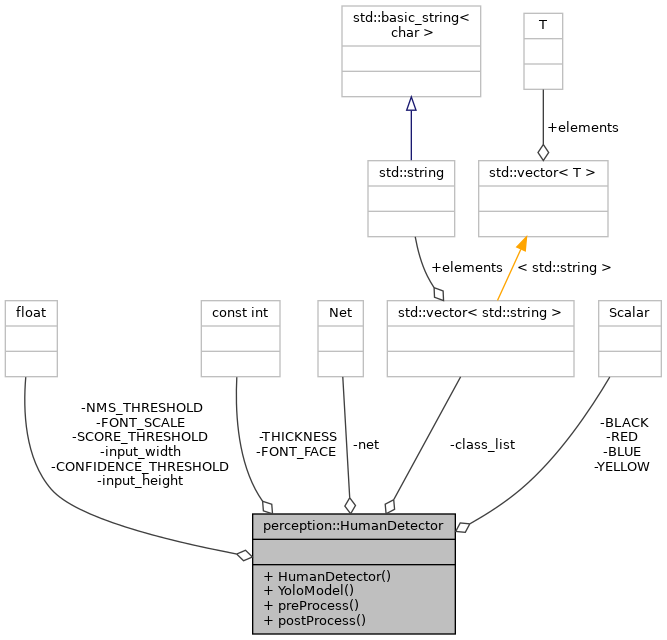 std::basic_string<
char >
T
+elements
std::string
std::vector< T >
+elements
< std::string >
float
const int
Net
std::vector< std::string >
Scalar
-NMS_THRESHOLD
-FONT_SCALE
-SCORE_THRESHOLD
-input_width
-CONFIDENCE_THRESHOLD
-input_height
-THICKNESS
-FONT_FACE
-net
-class_list
-BLACK
-RED
-BLUE
-YELLOW
perception::HumanDetector
+ HumanDetector()
+ YoloModel()
+ preProcess()
+ postProcess()